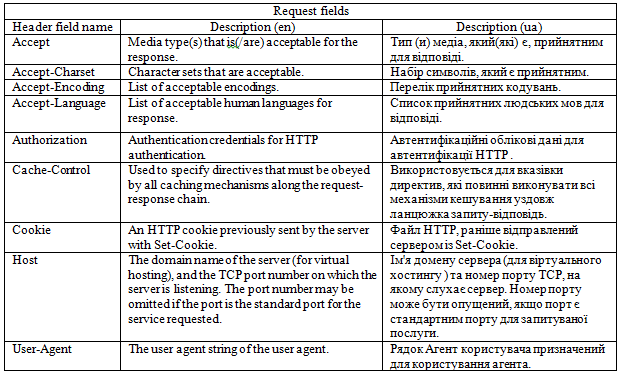 Request fields
Header field name
Description (en)
Description (ua)
Accept
Media type(s) that is(/are) acceptable for the
response.
Тип (и) медіа, який(які) є, прийнятним
для відповіді.
Accept-Charset
Character sets that are acceptable.
Набір символів, який є прийнятним.
Accept-Encoding
List of acceptable encodings.
Перелік прийнятних кодувань.
Accept-Language
List of acceptable human languages for
response.
Список прийнятних людських мов для
відповіді.
Authorization
Authentication credentials for HTTP
authentication.
Автентифікаційні облікові дані для
автентифікації HTTP .
Cache-Control
Used to specify directives that must be obeyed
by all caching mechanisms along the request-
response chain.
Використовується для вказівки
директив, які повинні виконувати всі
механізми кешування уздовж
ланцюжка запиту-відповідь.
Cookie
An HTTP cookie previously sent by the server
with Set-Cookie.
Файл HTTP, раніше відправлений
сервером із Set-Cookie.
Host
The domain name of the server (for virtual
hosting), and the TCP port number on which the
server is listening. The port number may be
omitted if the port is the standard port for the
service requested.
Ім'я домену сервера (для віртуального
хостингу ) та номер порту TCP, на
якому слухає сервер. Номер порту
може бути опущений, якщо порт є
стандартним порту для запитуваної
послуги.
User-Agent
The user agent string of the user agent.
Рядок Агент користувача призначений
для користування агента.